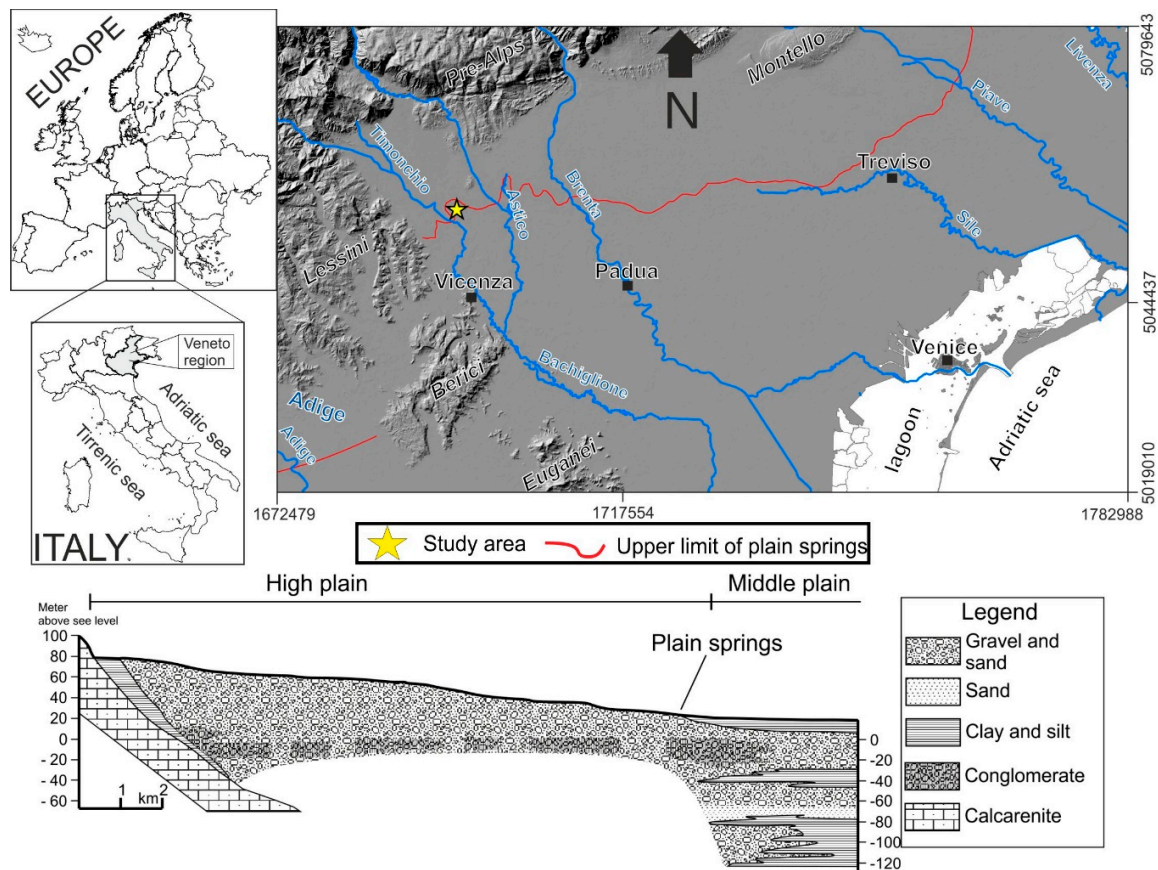 EUROPE
Veneto
region
Adriatic sea
Tirrenic sea
ITALY
Pre-Alps
Montello
N
Livenza
Piave
Timonchio
Astico
Brenta
Treviso
Sile
Lessini
Vicenza
Padua
Venice
Berici
Bachiglione
Adige
Adige
Euganei
lagoon
Adriatic sea
5079643
5044437
5019010
1672479
1717554
1782988
Study area
Upper limit of plain springs
High plain
Middle plain
Meter
above see level
Plain springs
100
80
60
40
20
0
- 20
- 40
- 60
1
2
km
0
-20
-40
-60
-80
-100
-120
Legend
Gravel and
sand
Sand
Clay and silt
Conglomerate
Calcarenite